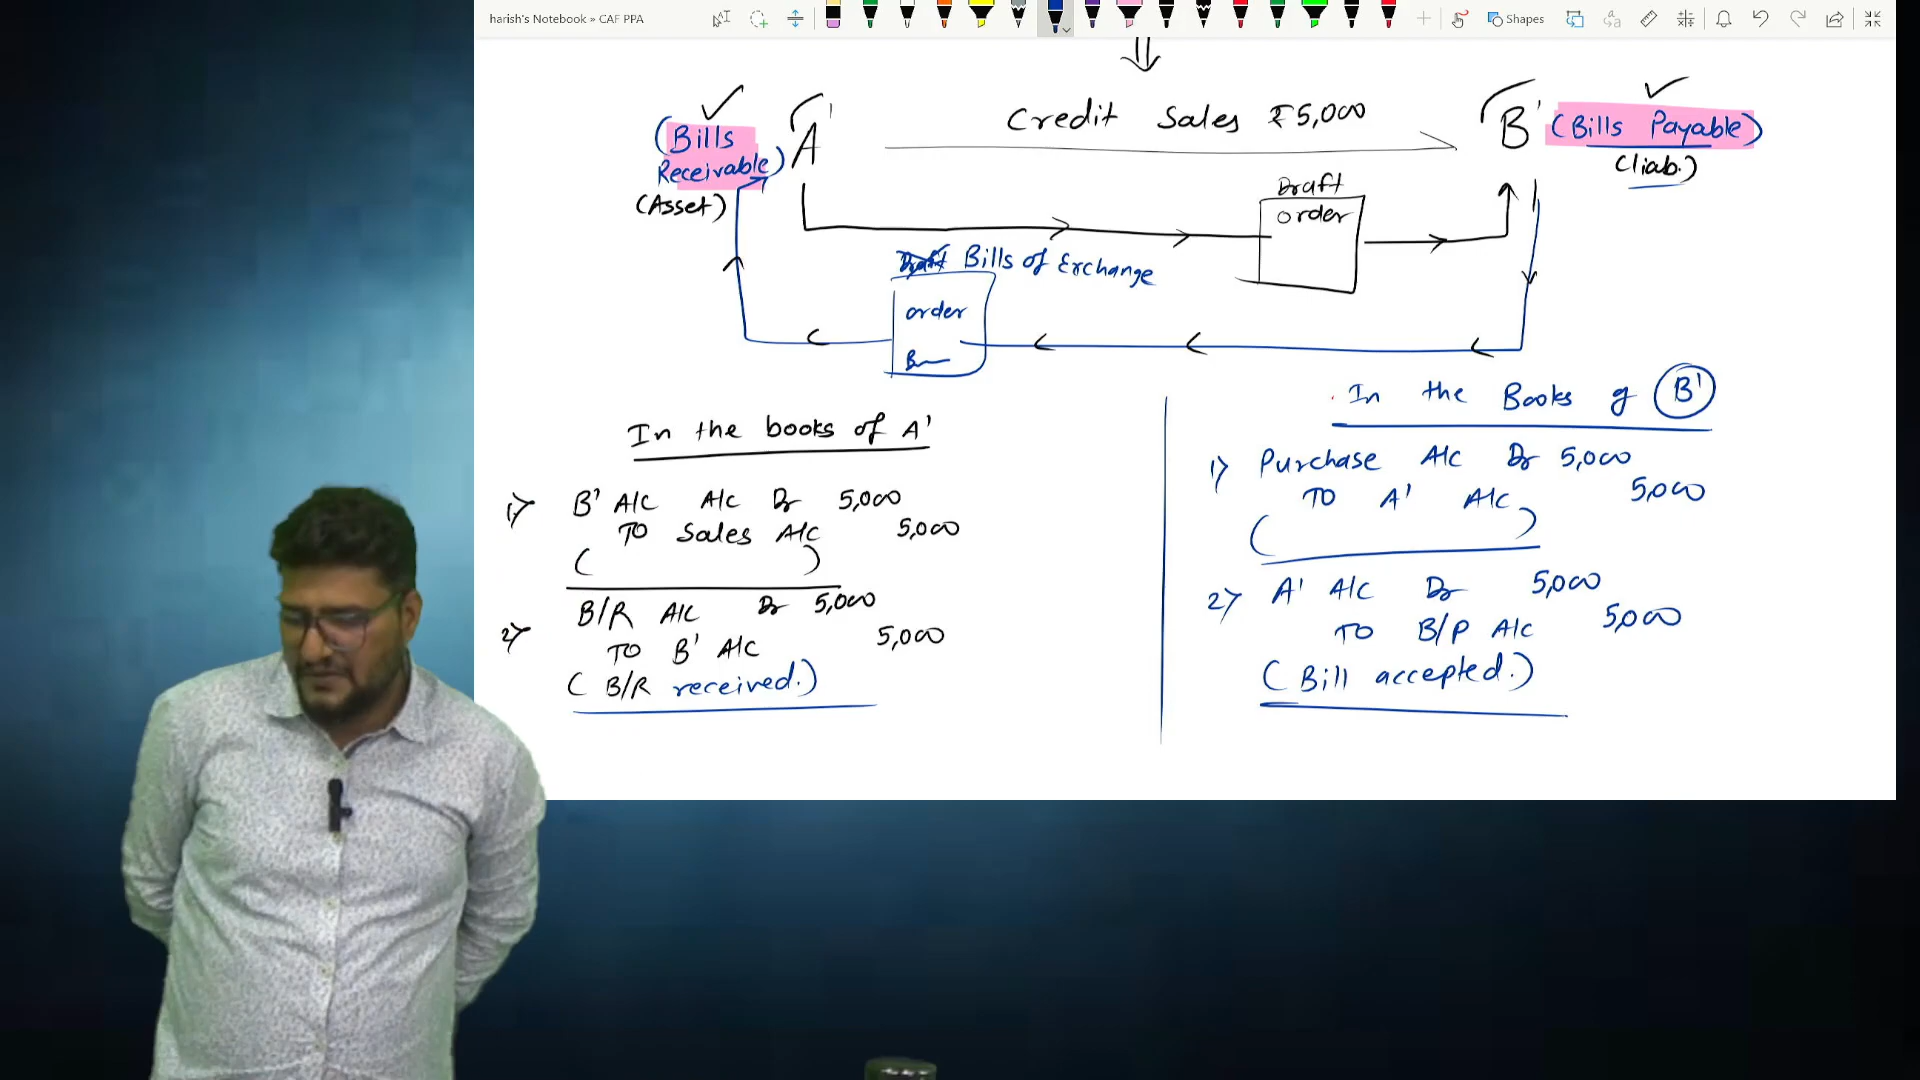 harish's Notebook » CAF PPA
Shapes
(Bills Receivable) A'
(Asset)
Credit Sales ₹5,000
B' (Bills Payable)
(liab.)
Draft
order
Draft Bills of Exchange
order
In the books of A'
1) B' A/c A/c Dr 5,000
TO Sales A/c 5,000
( )
2) B/R A/c Dr 5,000
TO B' A/c 5,000
( B/R received.)
In the Books of B'
1) Purchase A/c Dr 5,000
TO A' A/c 5,000
( )
2) A' A/c Dr 5,000
TO B/P A/c 5,000
( Bill accepted.)